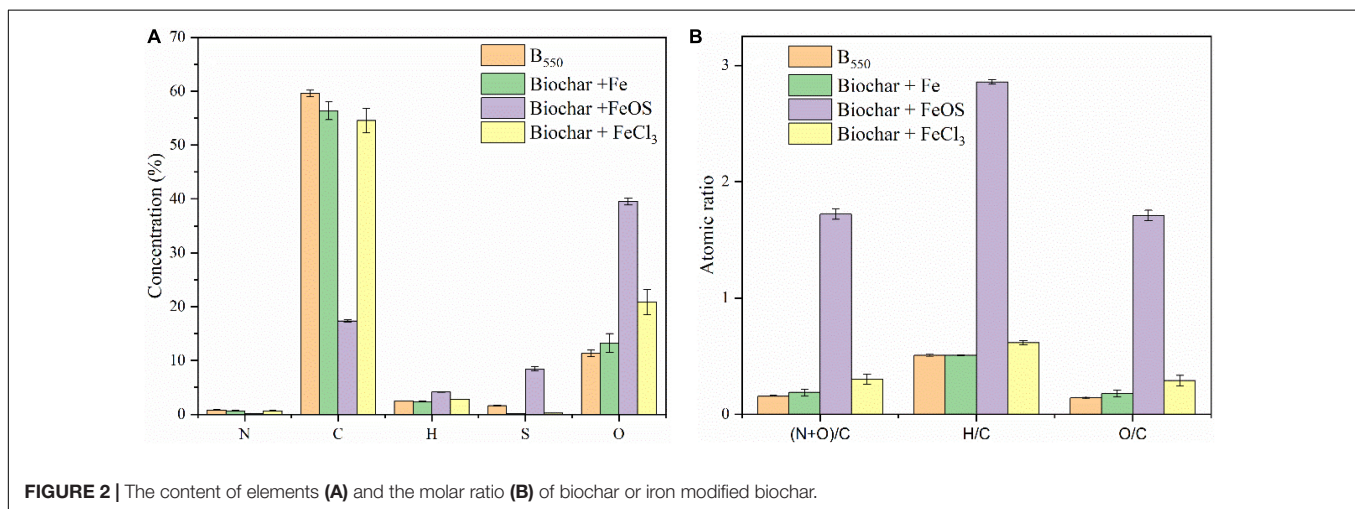 A
70
60
50
40
30
20
10
0
Concentration (%)
B₅₅₀
Biochar +Fe
Biochar +FeOS
Biochar + FeCl₃
N C H S O
B
3
2
1
0
Atomic ratio
B₅₅₀
Biochar + Fe
Biochar + FeOS
Biochar + FeCl₃
(N+O)/C H/C O/C
FIGURE 2 | The content of elements (A) and the molar ratio (B) of biochar or iron modified biochar.